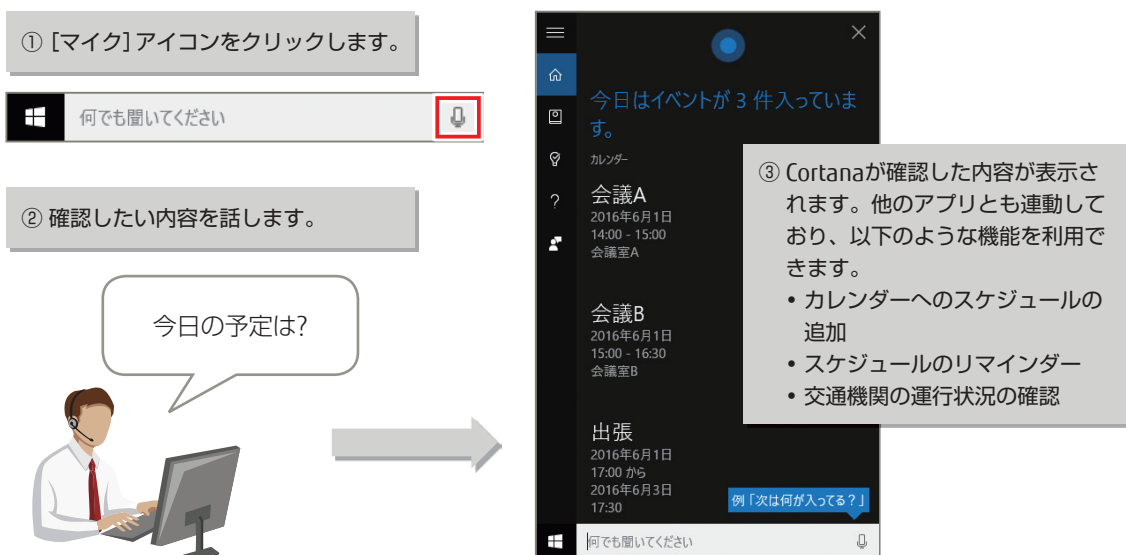 ① [マイク] アイコンをクリックします。
何でも聞いてください
② 確認したい内容を話します。
今日の予定は?
今日はイベントが 3 件入っていま
す。
カレンダー
会議A
2016年6月1日
14:00 - 15:00
会議室A
会議B
2016年6月1日
15:00 - 16:30
会議室B
出張
2016年6月1日
17:00 から
2016年6月3日
17:30
例「次は何が入ってる？」
何でも聞いてください
③ Cortanaが確認した内容が表示さ
れます。他のアプリとも連動して
おり、以下のような機能を利用で
きます。
• カレンダーへのスケジュールの
追加
• スケジュールのリマインダー
• 交通機関の運行状況の確認